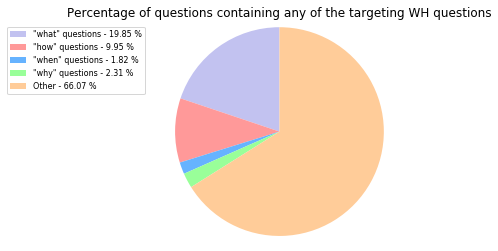 Percentage of questions containing any of the targeting WH questions
"what" questions - 19.85 %
"how" questions - 9.95 %
"when" questions - 1.82 %
"why" questions - 2.31 %
Other - 66.07 %